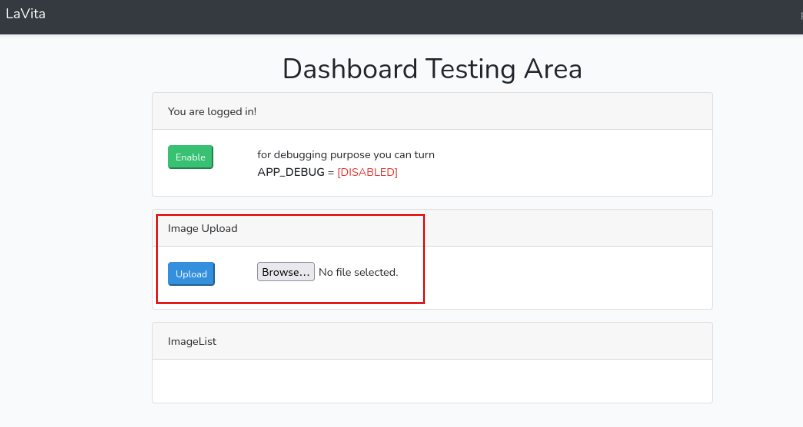 LaVita
Dashboard Testing Area
You are logged in!
Enable
for debugging purpose you can turn
APP_DEBUG = [DISABLED]
Image Upload
Upload
Browse... No file selected.
ImageList